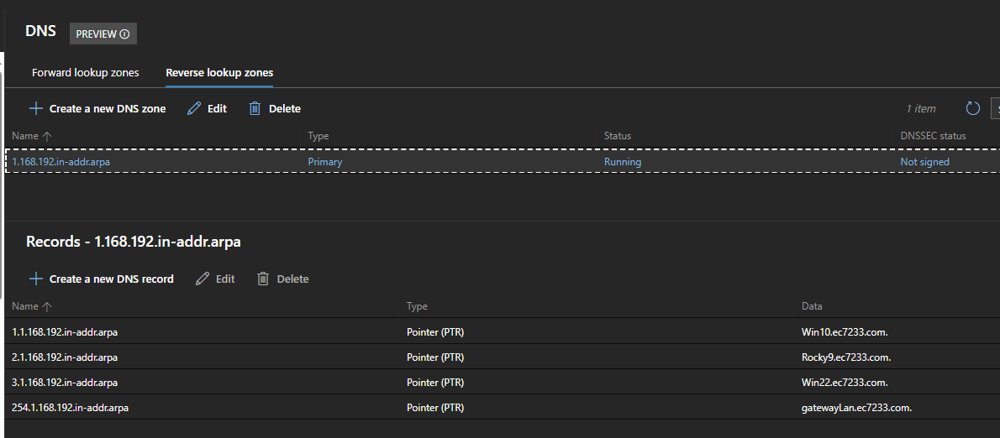 DNS PREVIEW
Forward lookup zones Reverse lookup zones
Create a new DNS zone Edit Delete 1 item
Name Type Status DNSSEC status
1.168.192.in-addr.arpa Primary Running Not signed
Records - 1.168.192.in-addr.arpa
Create a new DNS record Edit Delete
Name Type Data
1.1.168.192.in-addr.arpa Pointer (PTR) Win10.ec7233.com.
2.1.168.192.in-addr.arpa Pointer (PTR) Rocky9.ec7233.com.
3.1.168.192.in-addr.arpa Pointer (PTR) Win22.ec7233.com.
254.1.168.192.in-addr.arpa Pointer (PTR) gatewayLan.ec7233.com.